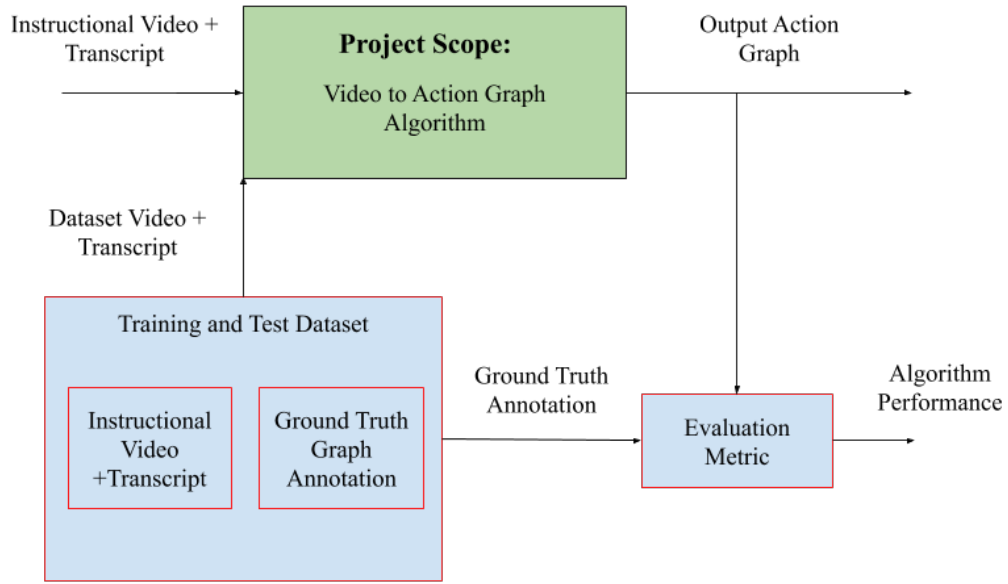 Instructional Video +
Transcript
Project Scope:
Video to Action Graph
Algorithm
Output Action
Graph
Dataset Video +
Transcript
Training and Test Dataset
Instructional
Video
+Transcript
Ground Truth
Graph
Annotation
Ground Truth
Annotation
Evaluation
Metric
Algorithm
Performance